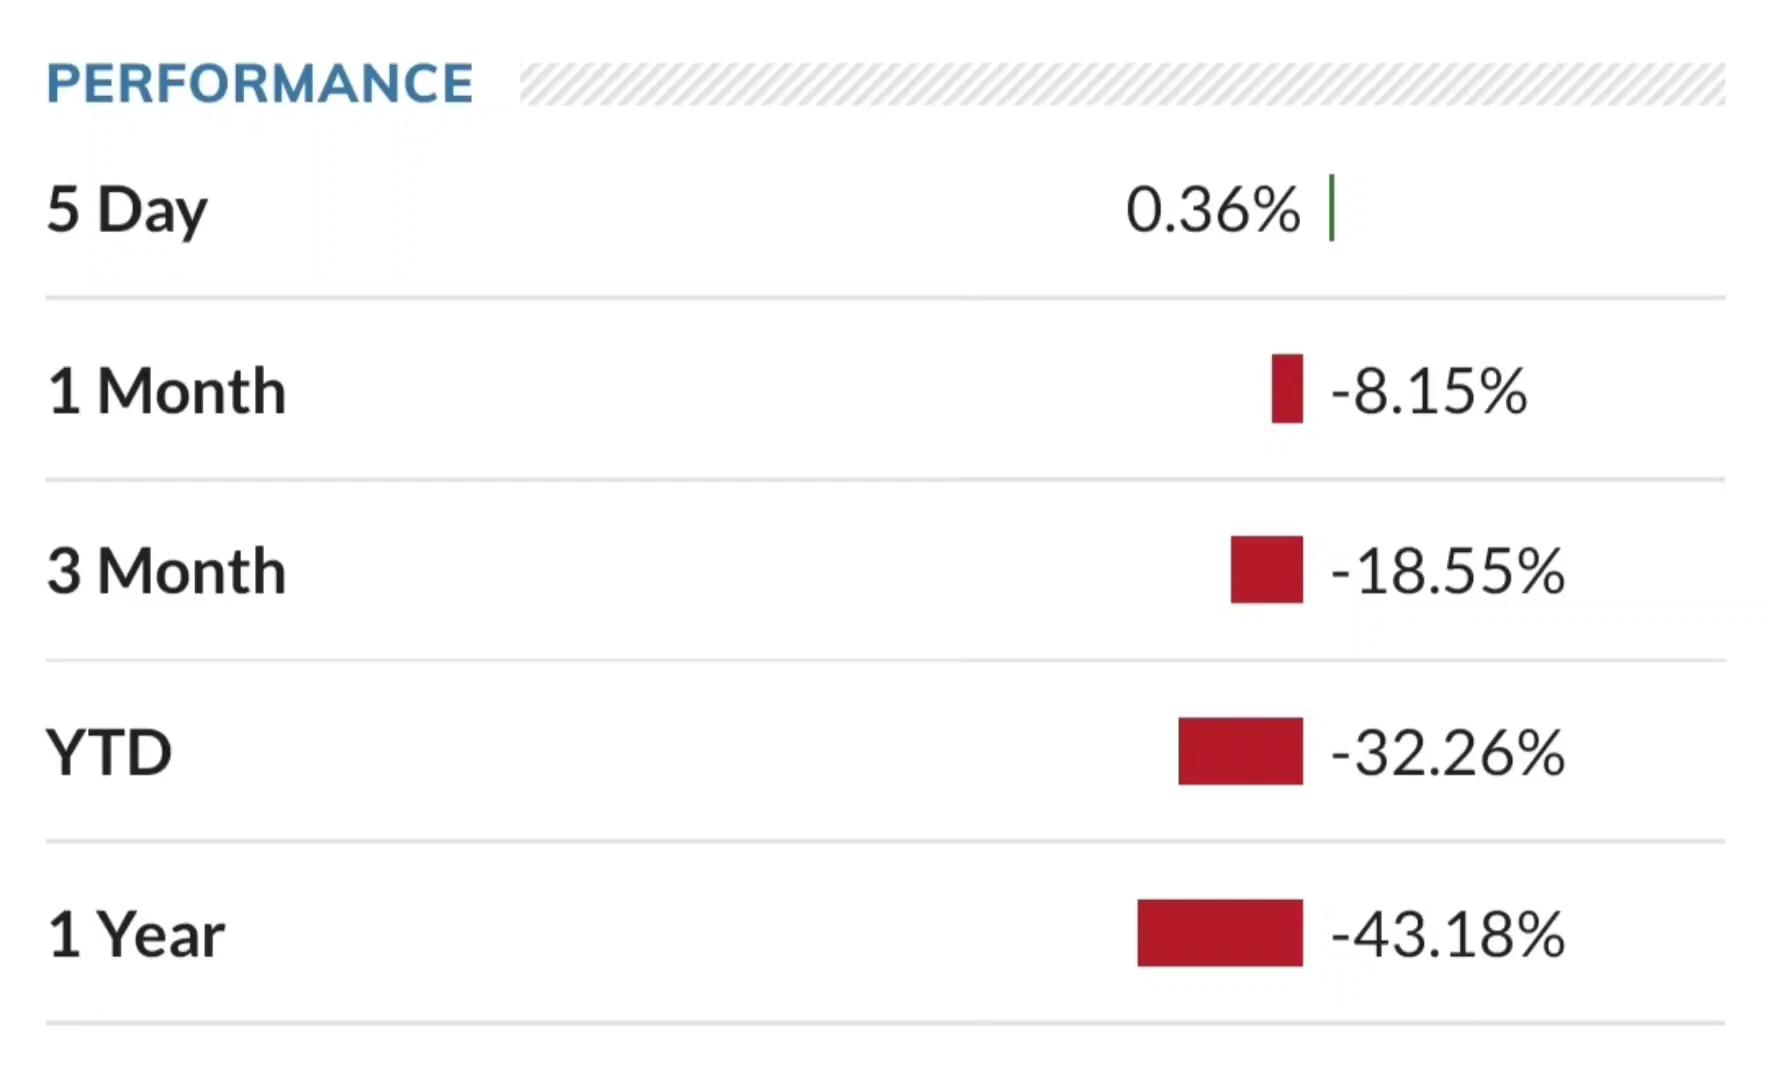 PERFORMANCE
5 Day 0.36%
1 Month -8.15%
3 Month -18.55%
YTD -32.26%
1 Year -43.18%